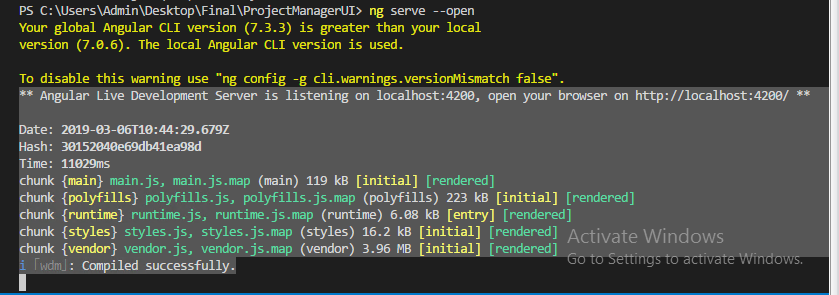 PS C:\Users\Admin\Desktop\Final\ProjectManagerUI> ng serve --open
Your global Angular CLI version (7.3.3) is greater than your local
version (7.0.6). The local Angular CLI version is used.
To disable this warning use "ng config -g cli.warnings.versionMismatch false".
** Angular Live Development Server is listening on localhost:4200, open your browser on http://localhost:4200/ **
Date: 2019-03-06T10:44:29.679Z
Hash: 30152040e69db41ea98d
Time: 11029ms
chunk {main} main.js, main.js.map (main) 119 kB [initial] [rendered]
chunk {polyfills} polyfills.js, polyfills.js.map (polyfills) 223 kB [initial] [rendered]
chunk {runtime} runtime.js, runtime.js.map (runtime) 6.08 kB [entry] [rendered]
chunk {styles} styles.js, styles.js.map (styles) 16.2 kB [initial] [rendered]
chunk {vendor} vendor.js, vendor.js.map (vendor) 3.96 MB [initial] [rendered]
i ｢wdm｣: Compiled successfully.
Activate Windows
Go to Settings to activate Windows.